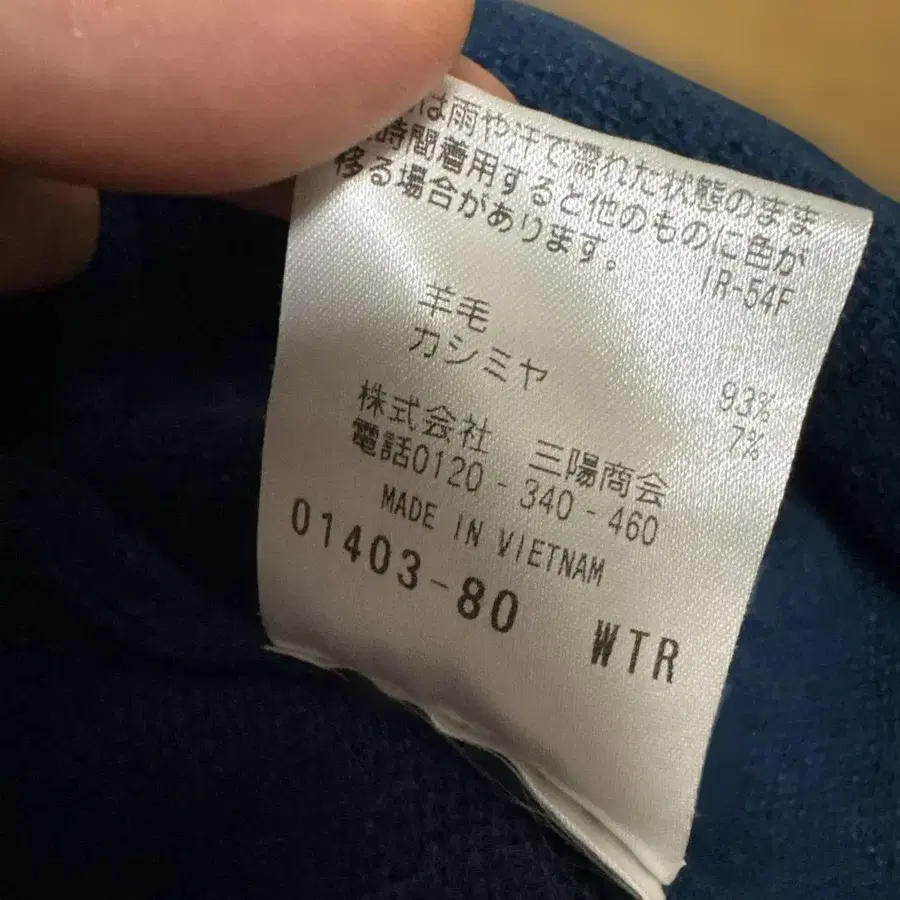 は雨や汗で濡れた状態のまま
時間着用すると他のものに色が
移る場合があります。
IR-54F
羊毛 93%
カシミヤ 7%
株式会社 三陽商会
電話0120-340-460
MADE IN VIETNAM
01403-80 WTR